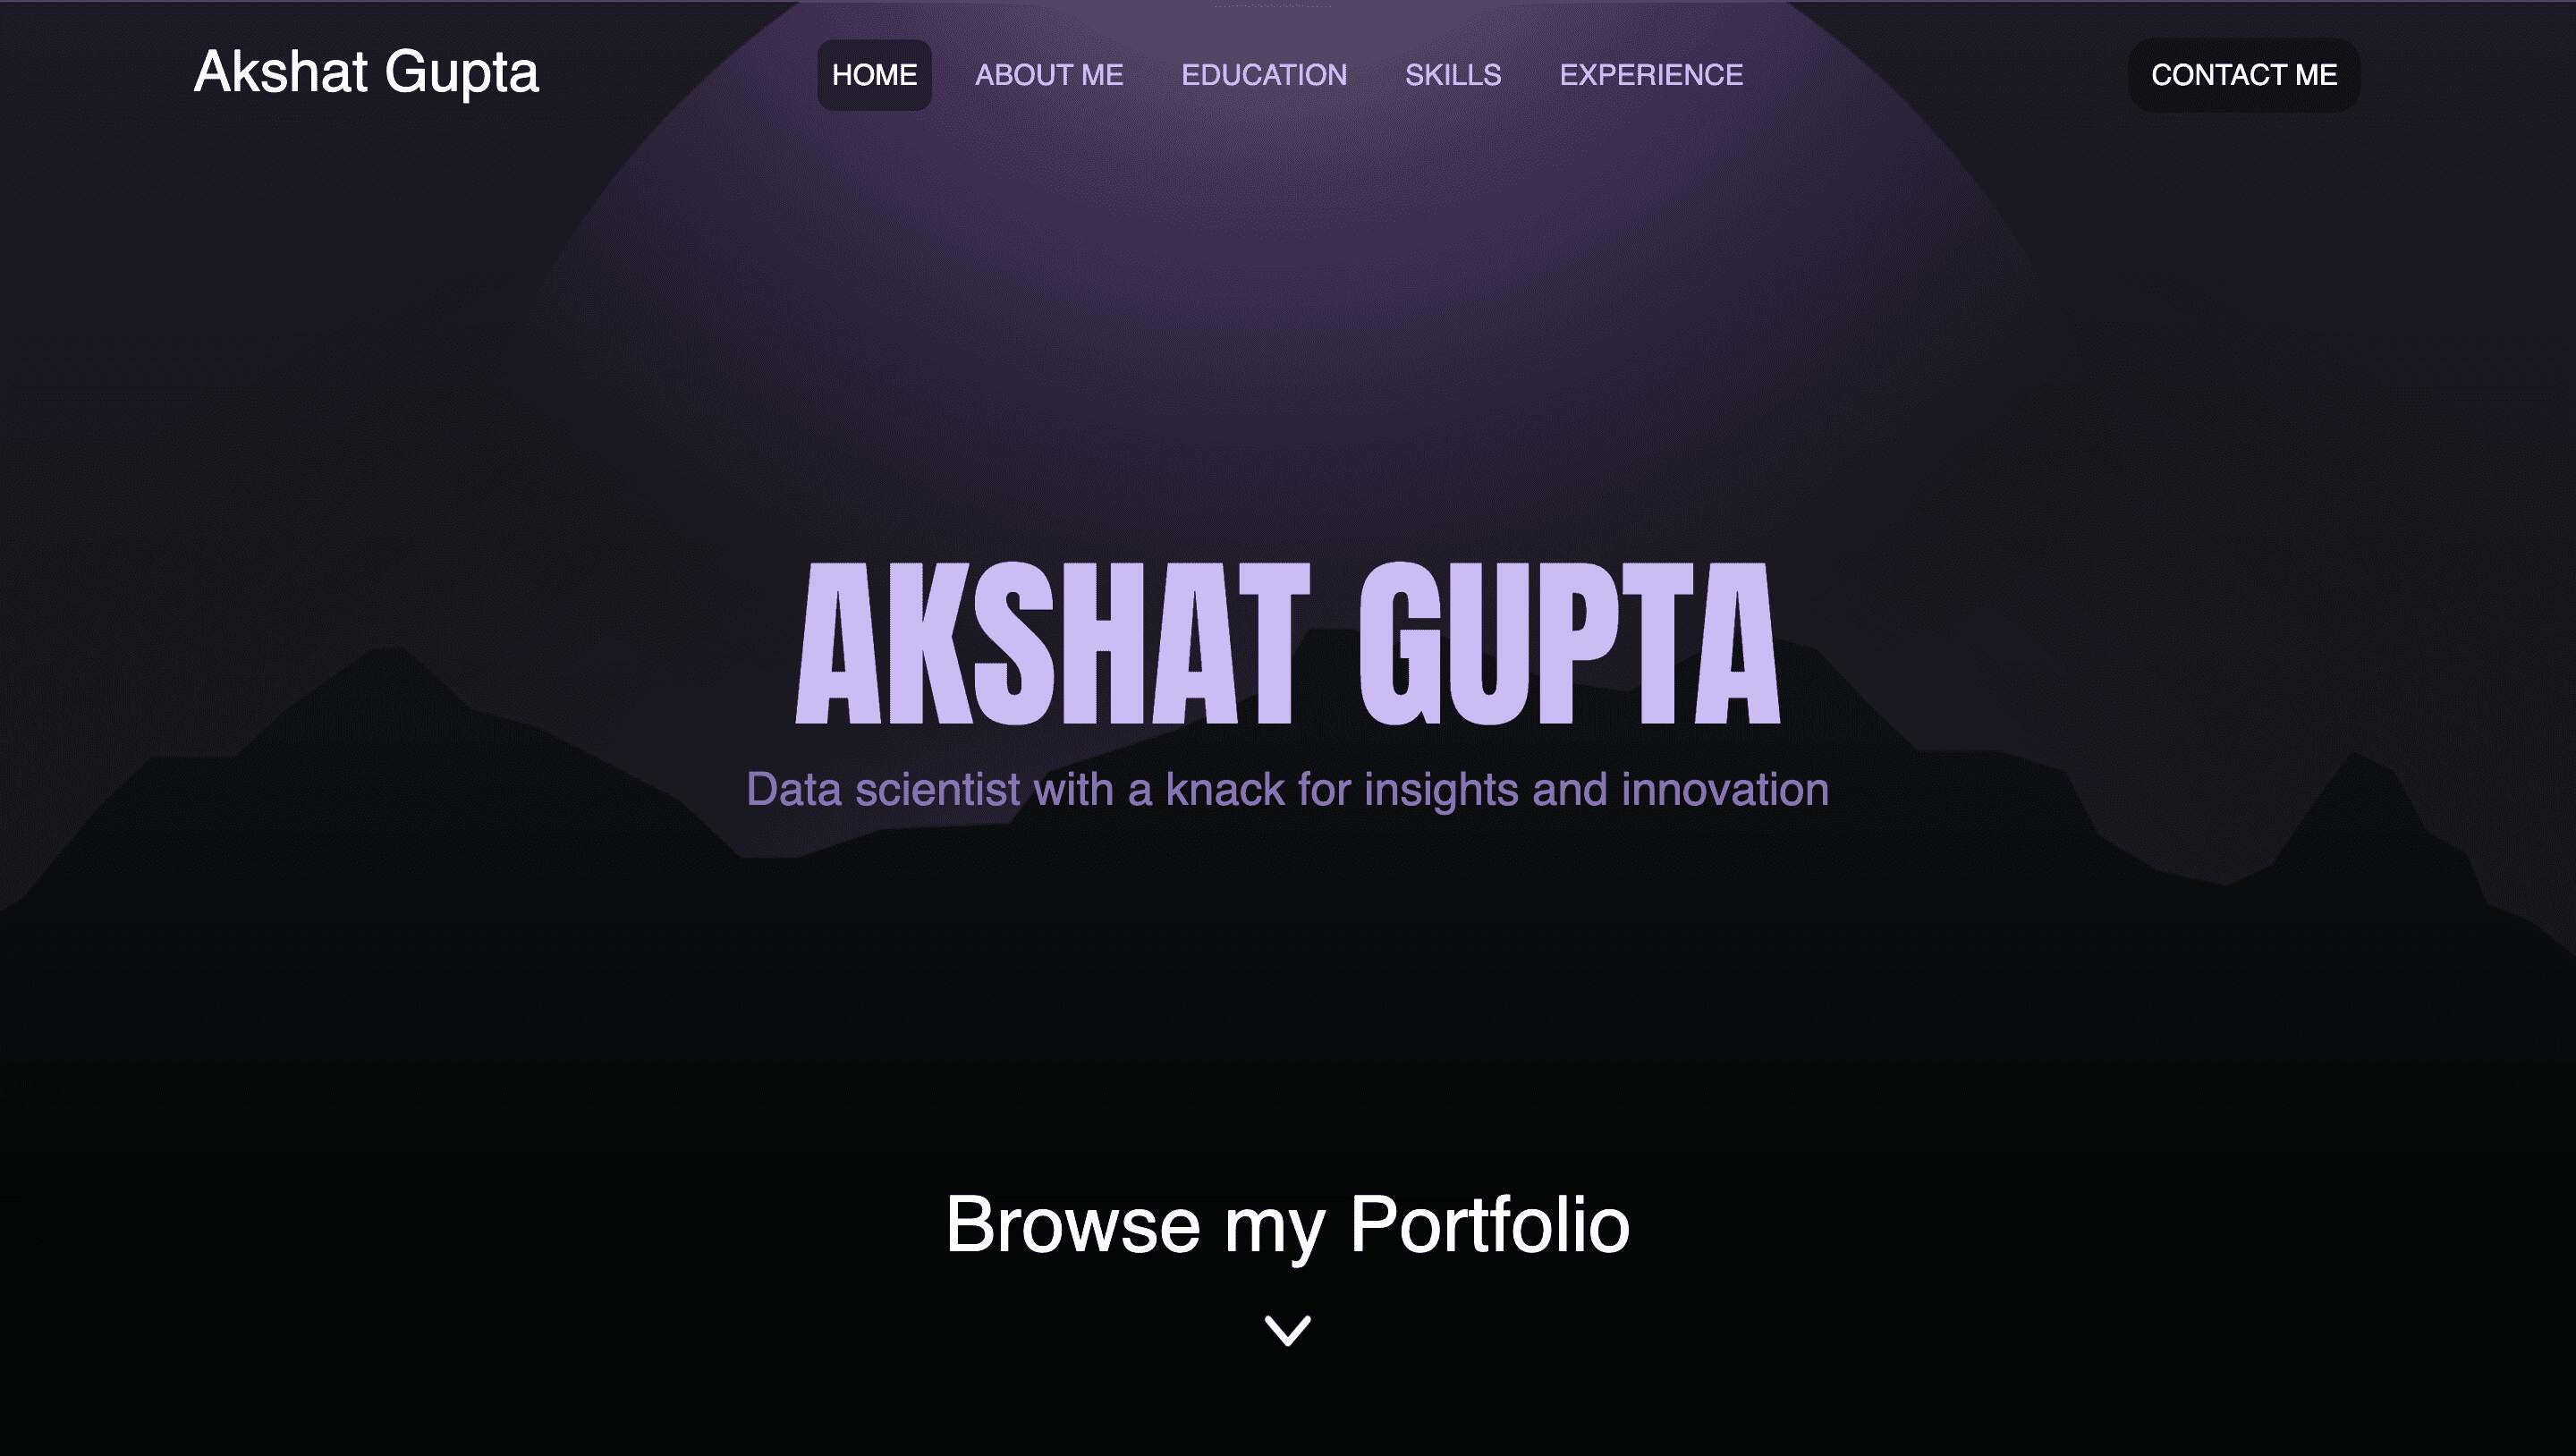 Akshat Gupta
HOME ABOUT ME EDUCATION SKILLS EXPERIENCE
CONTACT ME
AKSHAT GUPTA
Data scientist with a knack for insights and innovation
Browse my Portfolio